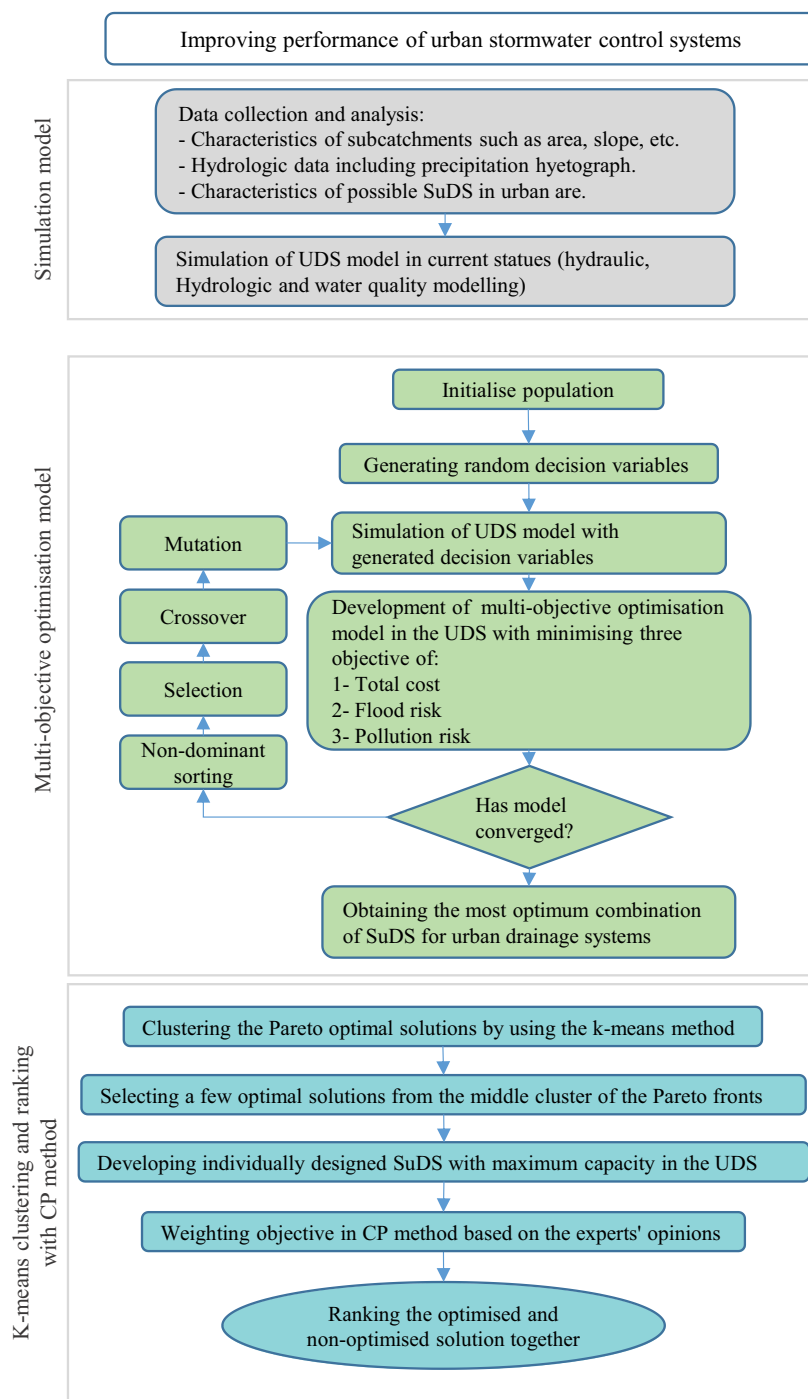 Improving performance of urban stormwater control systems
Simulation model
Data collection and analysis:
- Characteristics of subcatchments such as area, slope, etc.
- Hydrologic data including precipitation hyetograph.
- Characteristics of possible SuDS in urban are.
Simulation of UDS model in current statues (hydraulic,
Hydrologic and water quality modelling)
Multi-objective optimisation model
Initialise population
Generating random decision variables
Simulation of UDS model with
generated decision variables
Mutation
Crossover
Selection
Non-dominant
sorting
Development of multi-objective optimisation
model in the UDS with minimising three
objective of:
1- Total cost
2- Flood risk
3- Pollution risk
Has model
converged?
Obtaining the most optimum combination
of SuDS for urban drainage systems
K-means clustering and ranking
with CP method
Clustering the Pareto optimal solutions by using the k-means method
Selecting a few optimal solutions from the middle cluster of the Pareto fronts
Developing individually designed SuDS with maximum capacity in the UDS
Weighting objective in CP method based on the experts' opinions
Ranking the optimised and
non-optimised solution together